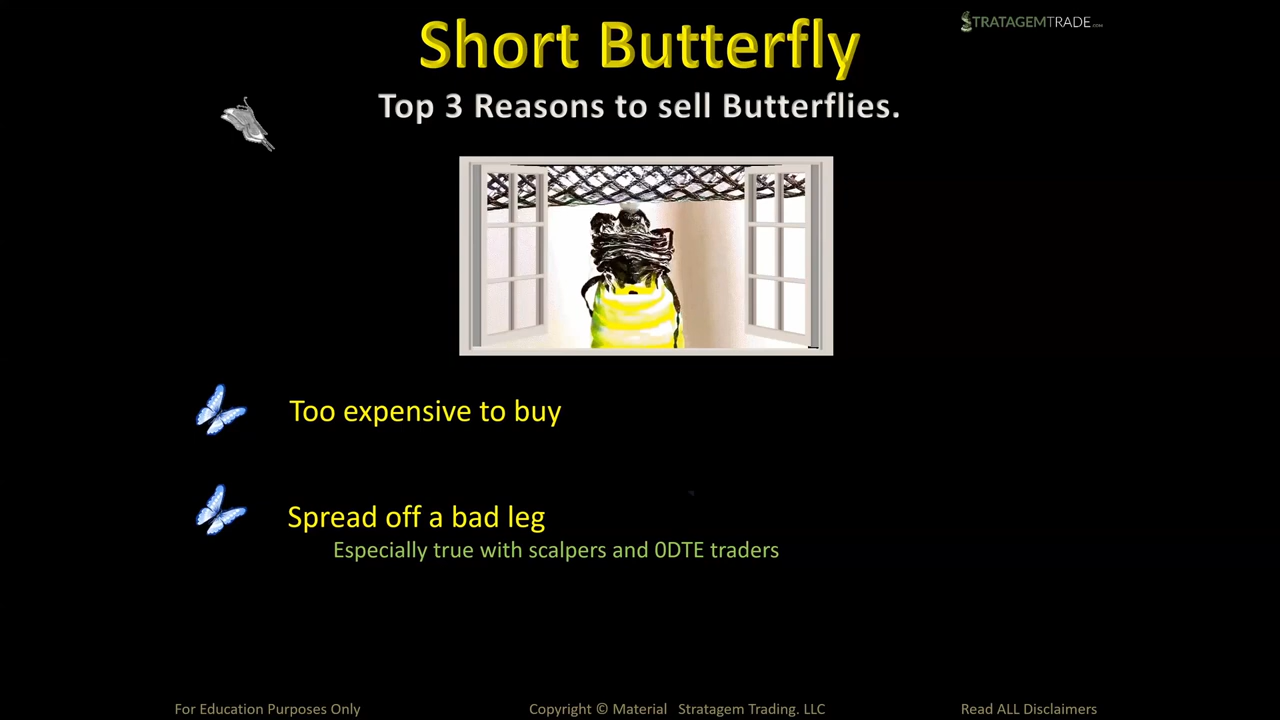 Short Butterfly
STRATAGEMTRADE.COM
Top 3 Reasons to sell Butterflies.
Too expensive to buy
Spread off a bad leg
Especially true with scalpers and 0DTE traders
For Education Purposes Only
Copyright © Material Stratagem Trading. LLC
Read ALL Disclaimers